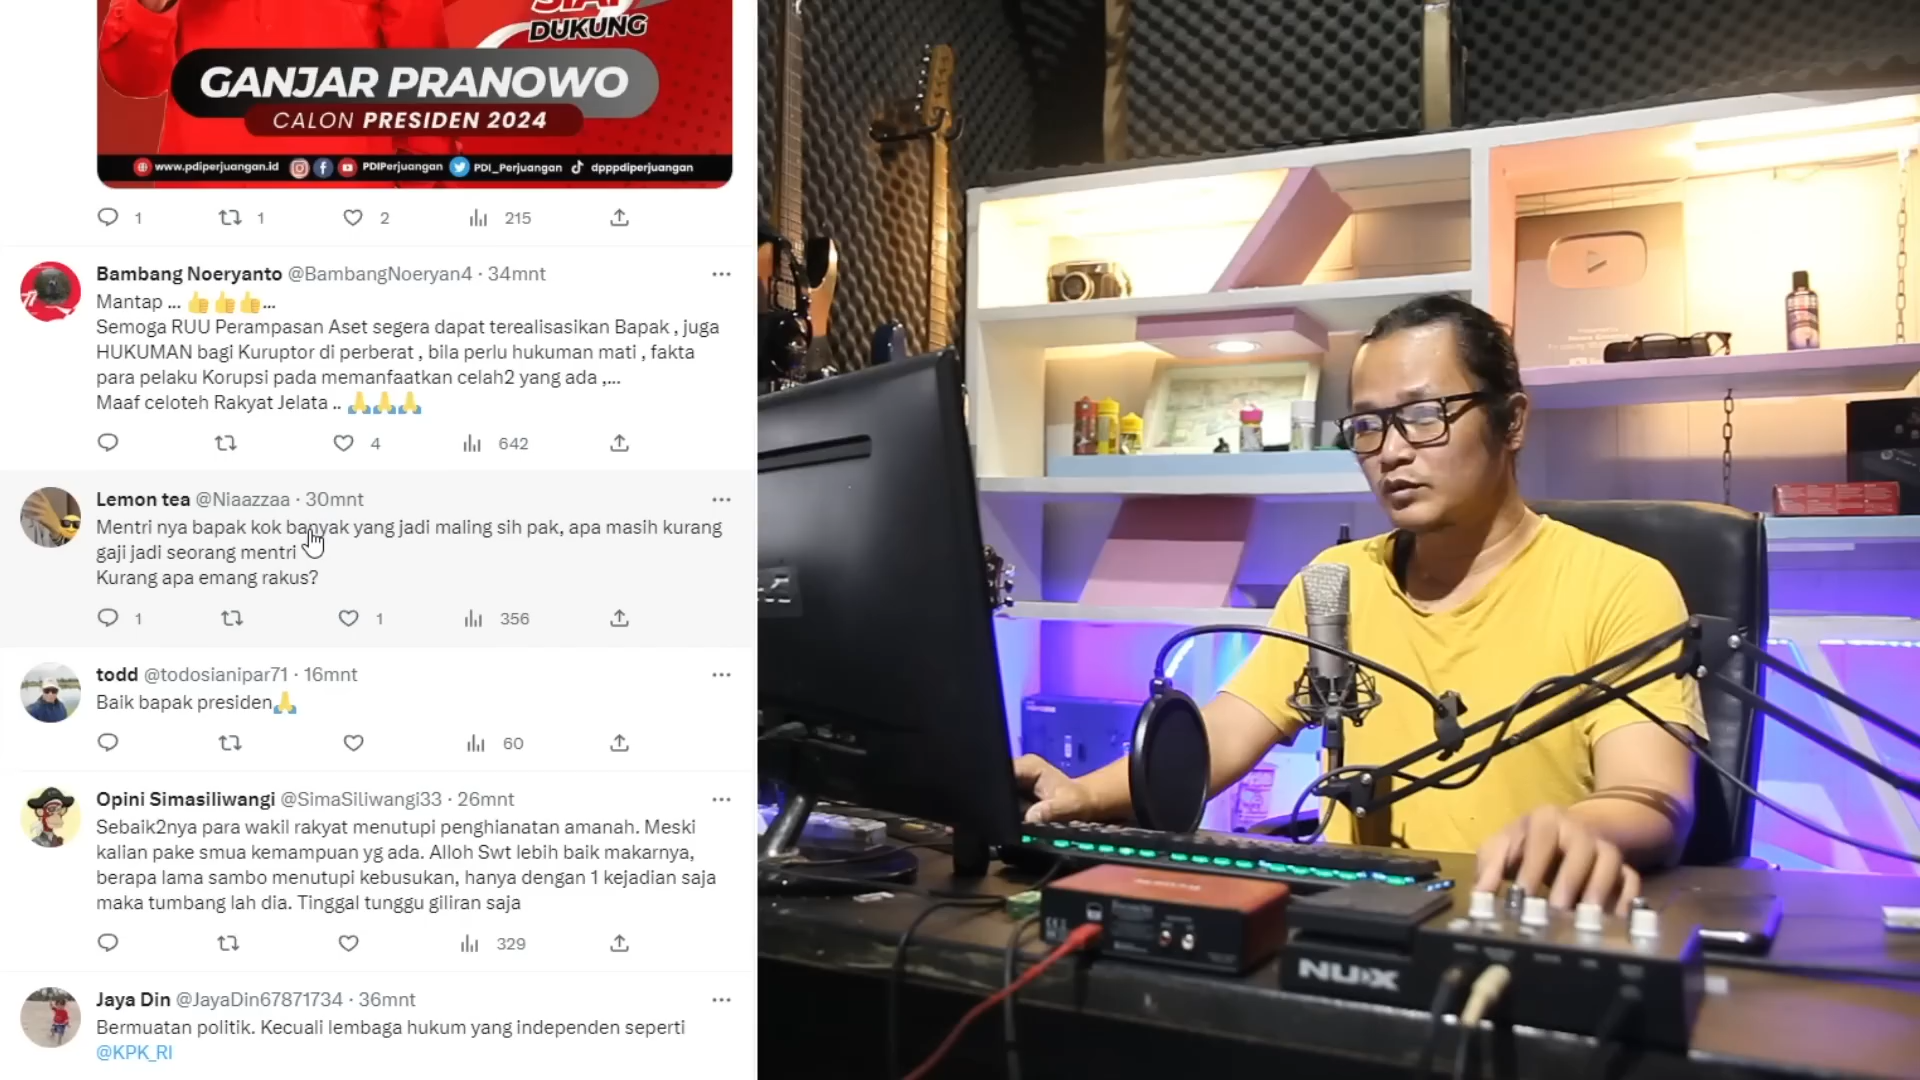 DUKUNG
GANJAR PRANOWO
CALON PRESIDEN 2024
www.pdiperjuangan.id PDIPerjuangan PDI_Perjuangan dpppdiperjuangan
1 1 2 215
Bambang Noeryanto @BambangNoeryan4 · 34mnt
Mantap ... 👍👍👍...
Semoga RUU Perampasan Aset segera dapat terealisasikan Bapak , juga
HUKUMAN bagi Kuruptor di perberat , bila perlu hukuman mati , fakta
para pelaku Korupsi pada memanfaatkan celah2 yang ada ,...
Maaf celoteh Rakyat Jelata .. 🙏🙏🙏
4 642
Lemon tea @Niaazzaa · 30mnt
Mentri nya bapak kok banyak yang jadi maling sih pak, apa masih kurang
gaji jadi seorang mentri
Kurang apa emang rakus?
1 1 356
todd @todosianipar71 · 16mnt
Baik bapak presiden🙏
60
Opini Simasiliwangi @SimaSiliwangi33 · 26mnt
Sebaik2nya para wakil rakyat menutupi penghianatan amanah. Meski
kalian pake smua kemampuan yg ada. Alloh Swt lebih baik makarnya,
berapa lama sambo menutupi kebusukan, hanya dengan 1 kejadian saja
maka tumbang lah dia. Tinggal tunggu giliran saja
329
Jaya Din @JayaDin67871734 · 36mnt
Bermuatan politik. Kecuali lembaga hukum yang independen seperti
@KPK_RI
NUX